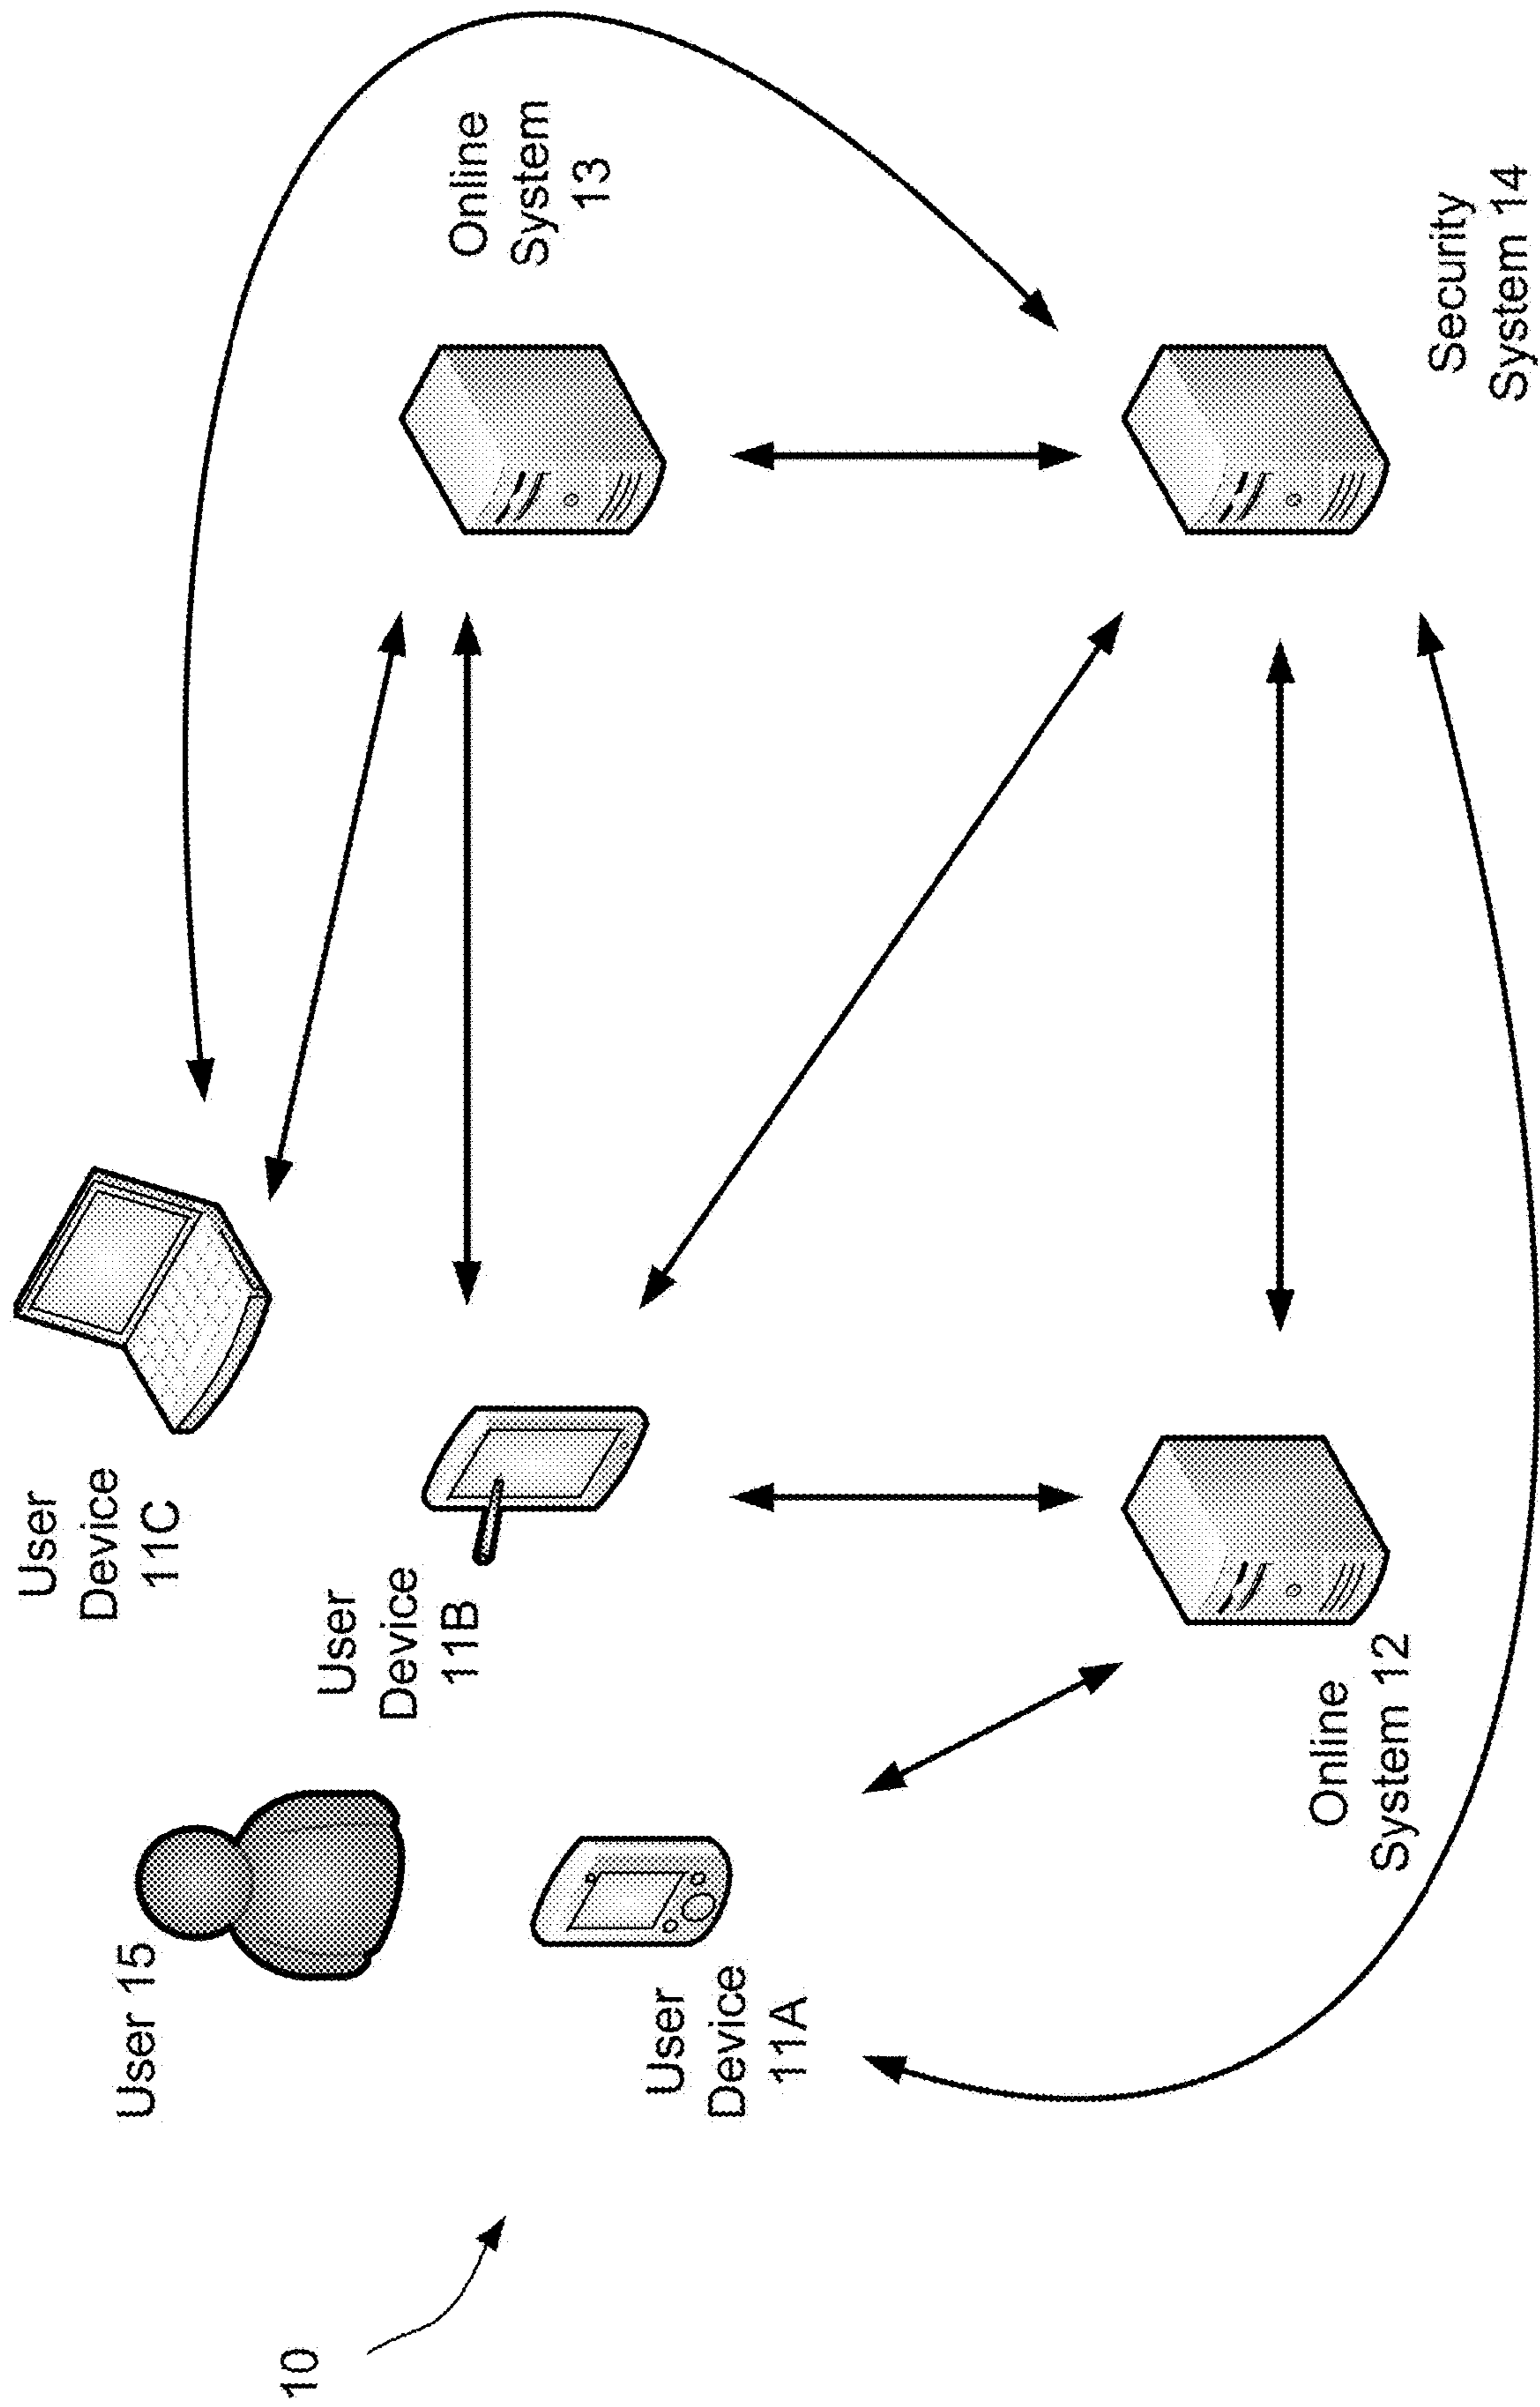 10
User 15
User
Device
11C
User
Device
11B
User
Device
11A
Online
System
13
Online
System 12
Security
System 14